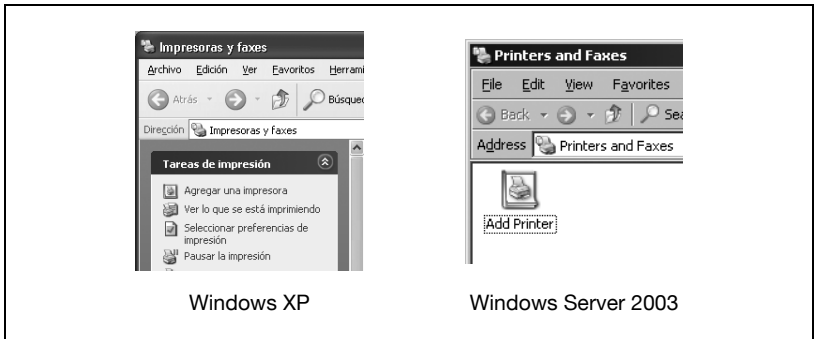 Impresoras y faxes
Archivo Edición Ver Favoritos
Atrás
Dirección Impresoras y faxes
Tareas de impresión
Agregar una impresora
Ver lo que se está imprimiendo
Seleccionar preferencias de
impresión
Pausar la impresión
Windows XP
Printers and Faxes
File Edit View Favorites
Back
Address Printers and Faxes
Add Printer
Windows Server 2003